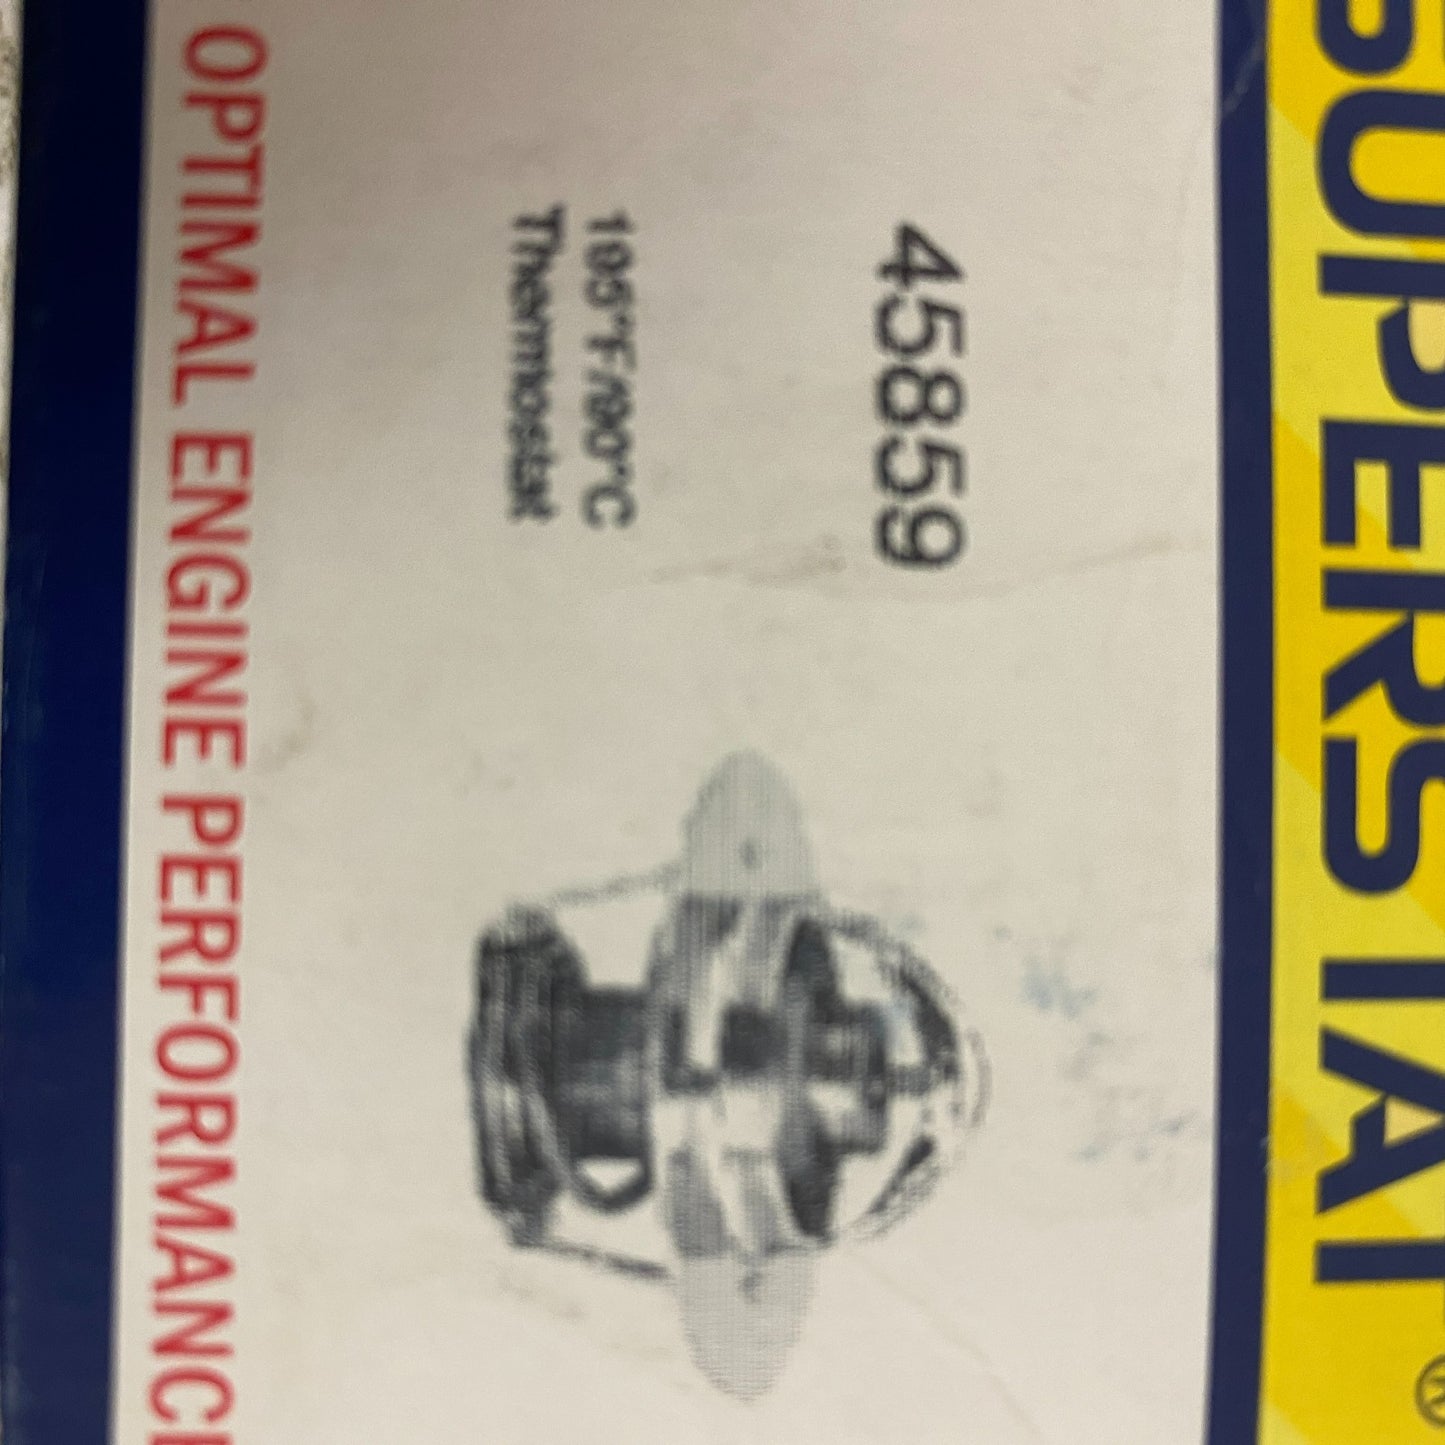 SUPERSTAT®
45859
195°F/90°C
Thermostat
OPTIMAL ENGINE PERFORMANC